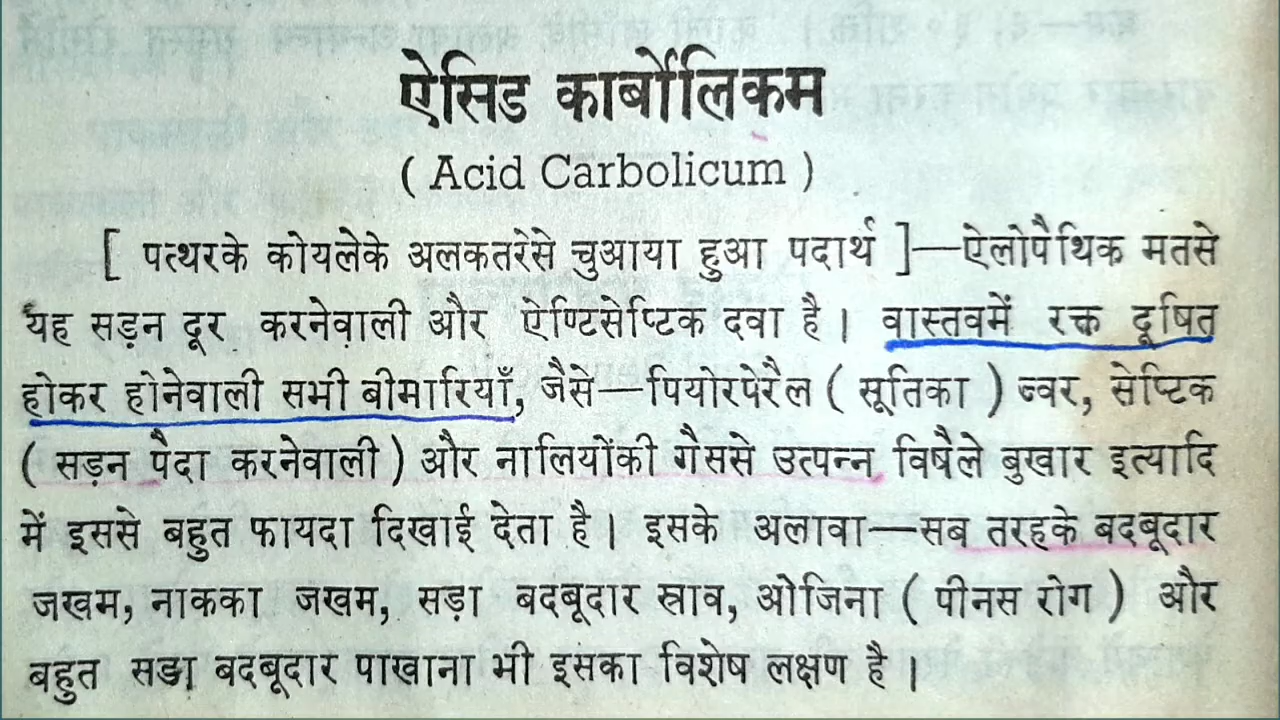 ऐसिड कार्बोलिकम
( Acid Carbolicum )
[ पत्थरके कोयलेके अलकतरेसे चुआया हुआ पदार्थ ]—ऐलोपैथिक मतसे
यह सड़न दूर करनेवाली और ऐण्टिसेप्टिक दवा है। वास्तवमें रक्त दूषित
होकर होनेवाली सभी बीमारियाँ, जैसे—पियोरपेरैल ( सूतिका ) ज्वर, सेप्टिक
( सड़न पैदा करनेवाली ) और नालियोंकी गैससे उत्पन्न विषैले बुखार इत्यादि
में इससे बहुत फायदा दिखाई देता है। इसके अलावा—सब तरहके बदबूदार
जखम, नाकका जखम, सड़ा बदबूदार स्राव, ओजिना ( पीनस रोग ) और
बहुत सडा बदबूदार पाखाना भी इसका विशेष लक्षण है।